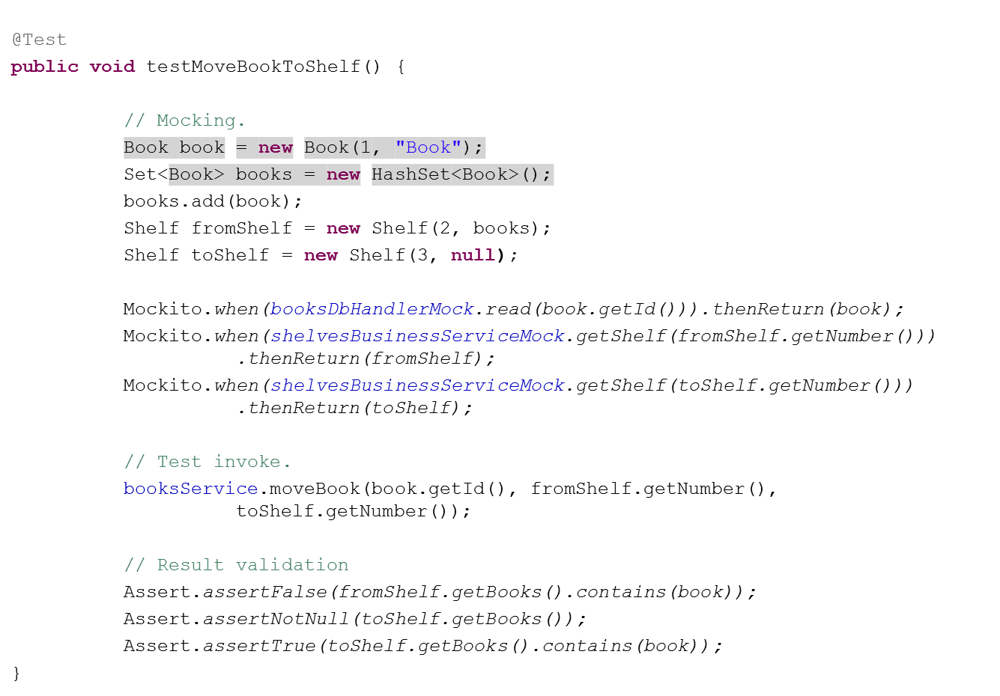 @Test
public void testMoveBookToShelf() {
// Mocking.
Book book = new Book(1, "Book");
Set<Book> books = new HashSet<Book>();
books.add(book);
Shelf fromShelf = new Shelf(2, books);
Shelf toShelf = new Shelf(3, null);
Mockito.when(booksDbHandlerMock.read(book.getId())).thenReturn(book);
Mockito.when(shelvesBusinessServiceMock.getShelf(fromShelf.getNumber()))
.thenReturn(fromShelf);
Mockito.when(shelvesBusinessServiceMock.getShelf(toShelf.getNumber()))
.thenReturn(toShelf);
// Test invoke.
booksService.moveBook(book.getId(), fromShelf.getNumber(),
toShelf.getNumber());
// Result validation
Assert.assertFalse(fromShelf.getBooks().contains(book));
Assert.assertNotNull(toShelf.getBooks());
Assert.assertTrue(toShelf.getBooks().contains(book));
}